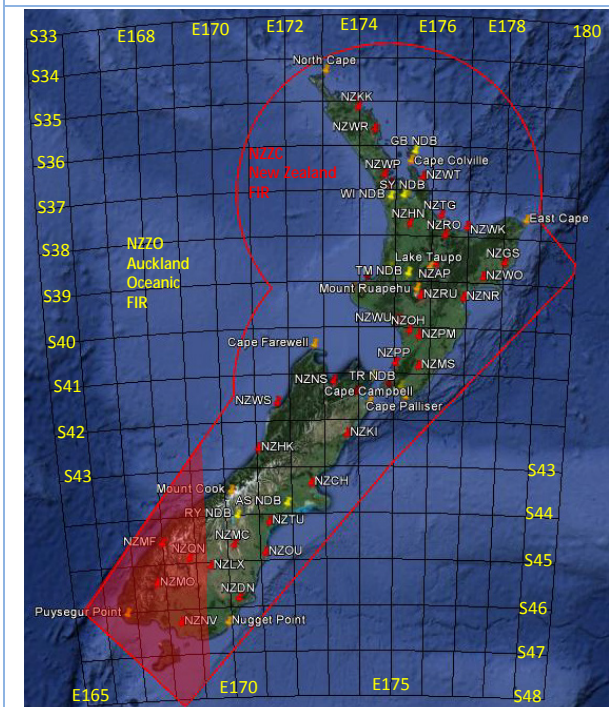 S33 E168 E170 E172 E174 E176 E178 180
North Cape
S34
NZKK
S35
NZWR
GB NDB
S36
NZZC
New Zealand
FIR
NZWP
Cape Colville
NZWT
SY NDB
WI NDB
S37
NZTG
NZHN
East Cape
NZRO
NZWK
S38
NZZO
Auckland
Oceanic
FIR
Lake Taupo
NZGS
TM NDB
NZAP
NZWO
S39
Mount Ruapehu
NZRU
NZNR
NZWU
NZOH
S40
Cape Farewell
NZPM
NZPP
NZMS
S41
NZNS
TR NDB
Cape Campbell
NZWS
Cape Palliser
S42
NZKI
NZHK
S43
S43
Mount Cook
NZCH
AS NDB
RY NDB
S44
NZTU
NZMF
NZMC
NZQN
NZOU
S45
NZLX
NZMO
NZDN
S46
Puysegur Point
NZNV
Nugget Point
S47
E165 E170 E175 S48